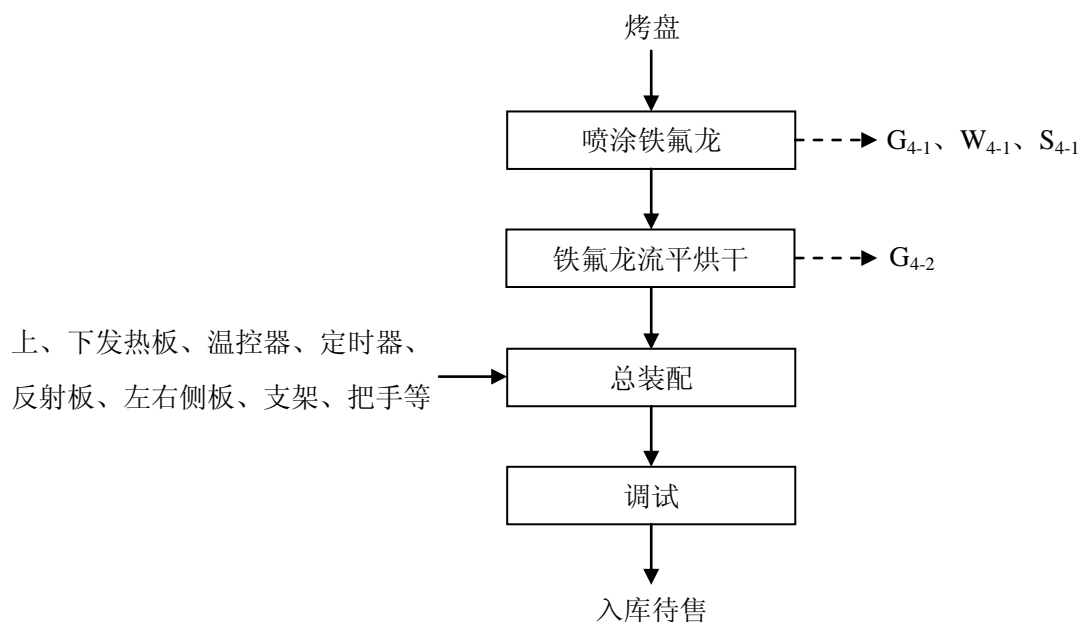 烤盘
喷涂铁氟龙
G4-1、W4-1、S4-1
铁氟龙流平烘干
G4-2
上、下发热板、温控器、定时器、
反射板、左右侧板、支架、把手等
总装配
调试
入库待售